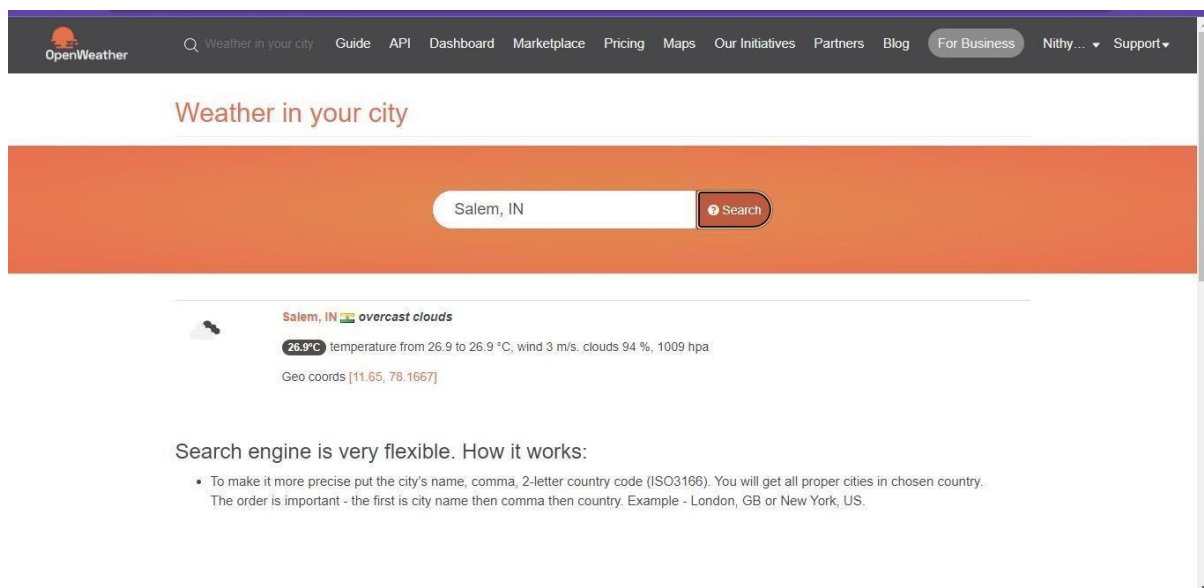 OpenWeather
Weather in your city Guide API Dashboard Marketplace Pricing Maps Our Initiatives Partners Blog For Business Nithy... Support
Weather in your city
Salem, IN Search
Salem, IN overcast clouds
26.9°C temperature from 26.9 to 26.9 °C, wind 3 m/s. clouds 94 %, 1009 hpa
Geo coords [11.65, 78.1667]
Search engine is very flexible. How it works:
• To make it more precise put the city's name, comma, 2-letter country code (ISO3166). You will get all proper cities in chosen country.
The order is important - the first is city name then comma then country. Example - London, GB or New York, US.